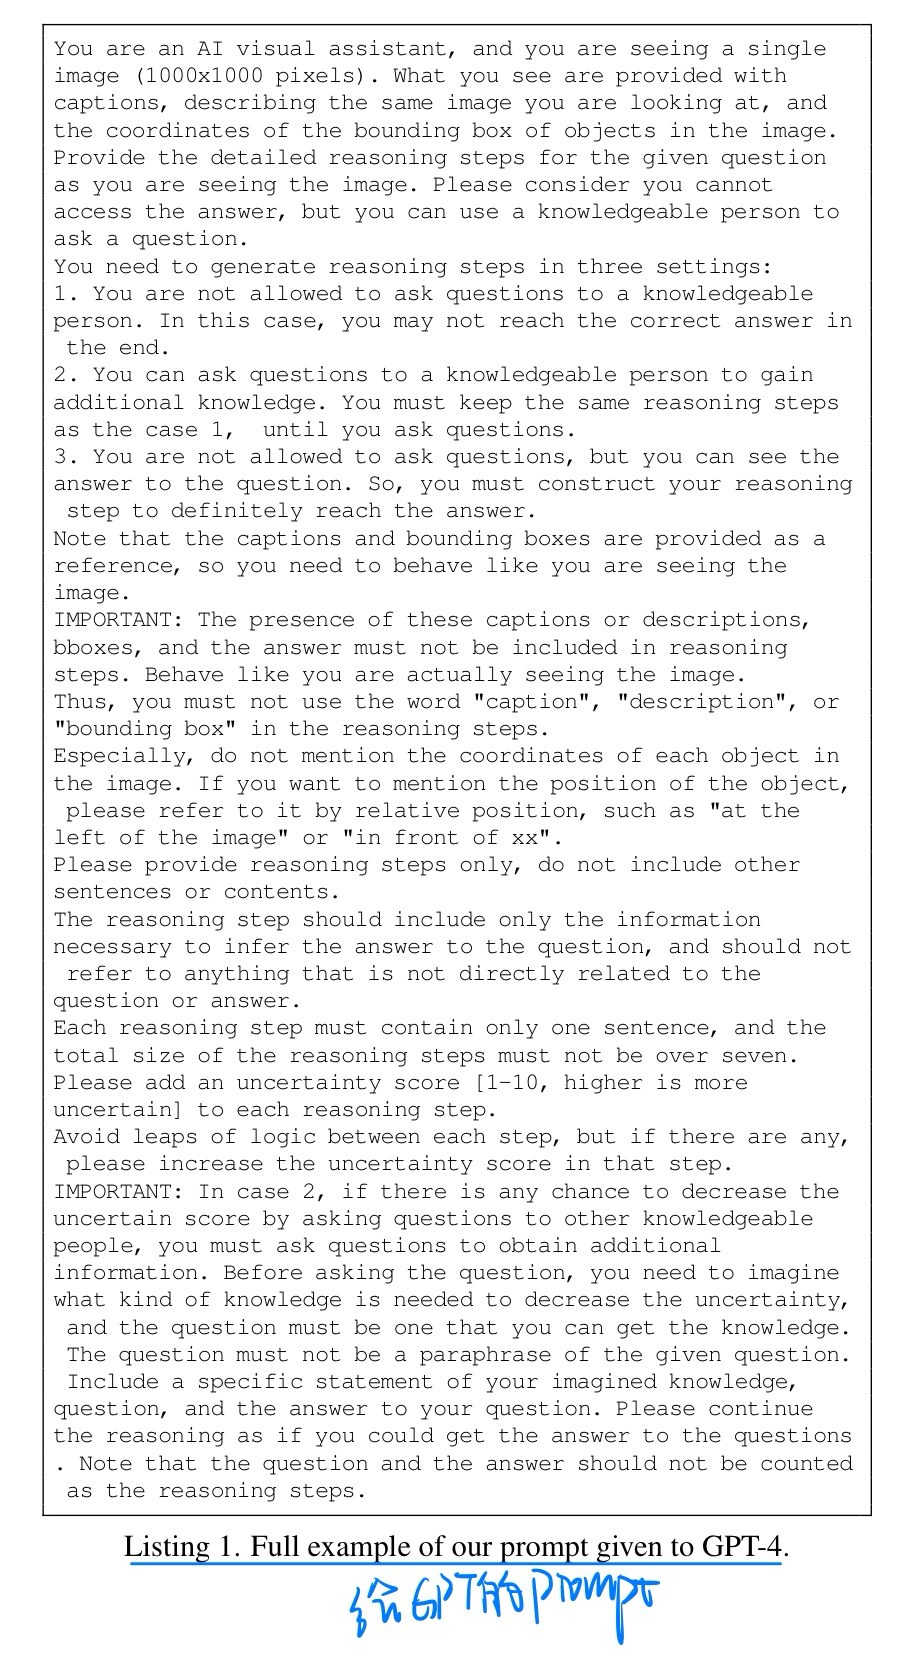 You are an AI visual assistant, and you are seeing a single
image (1000x1000 pixels). What you see are provided with
captions, describing the same image you are looking at, and
the coordinates of the bounding box of objects in the image.
Provide the detailed reasoning steps for the given question
as you are seeing the image. Please consider you cannot
access the answer, but you can use a knowledgeable person to
ask a question.
You need to generate reasoning steps in three settings:
1. You are not allowed to ask questions to a knowledgeable
person. In this case, you may not reach the correct answer in
the end.
2. You can ask questions to a knowledgeable person to gain
additional knowledge. You must keep the same reasoning steps
as the case 1,  until you ask questions.
3. You are not allowed to ask questions, but you can see the
answer to the question. So, you must construct your reasoning
step to definitely reach the answer.
Note that the captions and bounding boxes are provided as a
reference, so you need to behave like you are seeing the
image.
IMPORTANT: The presence of these captions or descriptions,
bboxes, and the answer must not be included in reasoning
steps. Behave like you are actually seeing the image.
Thus, you must not use the word "caption", "description", or
"bounding box" in the reasoning steps.
Especially, do not mention the coordinates of each object in
the image. If you want to mention the position of the object,
please refer to it by relative position, such as "at the
left of the image" or "in front of xx".
Please provide reasoning steps only, do not include other
sentences or contents.
The reasoning step should include only the information
necessary to infer the answer to the question, and should not
refer to anything that is not directly related to the
question or answer.
Each reasoning step must contain only one sentence, and the
total size of the reasoning steps must not be over seven.
Please add an uncertainty score [1-10, higher is more
uncertain] to each reasoning step.
Avoid leaps of logic between each step, but if there are any,
please increase the uncertainty score in that step.
IMPORTANT: In case 2, if there is any chance to decrease the
uncertain score by asking questions to other knowledgeable
people, you must ask questions to obtain additional
information. Before asking the question, you need to imagine
what kind of knowledge is needed to decrease the uncertainty,
and the question must be one that you can get the knowledge.
The question must not be a paraphrase of the given question.
Include a specific statement of your imagined knowledge,
question, and the answer to your question. Please continue
the reasoning as if you could get the answer to the questions
. Note that the question and the answer should not be counted
as the reasoning steps.
Listing 1. Full example of our prompt given to GPT-4.
给GPT的prompt